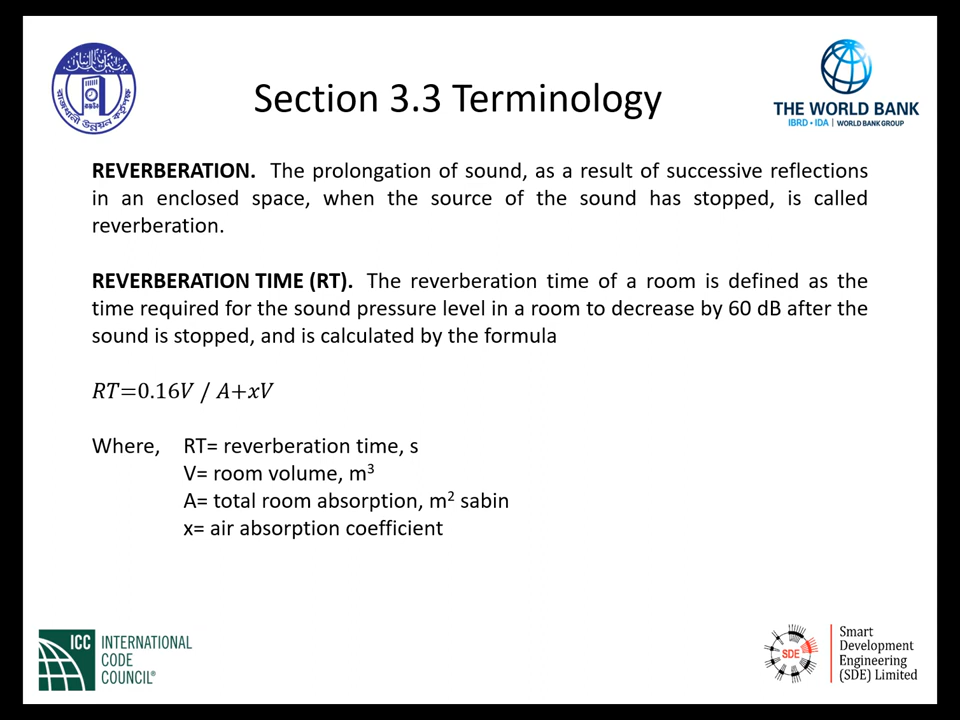 Section 3.3 Terminology
THE WORLD BANK
IBRD • IDA | WORLD BANK GROUP
REVERBERATION. The prolongation of sound, as a result of successive reflections
in an enclosed space, when the source of the sound has stopped, is called
reverberation.
REVERBERATION TIME (RT). The reverberation time of a room is defined as the
time required for the sound pressure level in a room to decrease by 60 dB after the
sound is stopped, and is calculated by the formula
RT=0.16V / A+xV
Where, RT= reverberation time, s
V= room volume, m³
A= total room absorption, m² sabin
x= air absorption coefficient
ICC INTERNATIONAL
CODE
COUNCIL®
SDE
Smart
Development
Engineering
(SDE) Limited